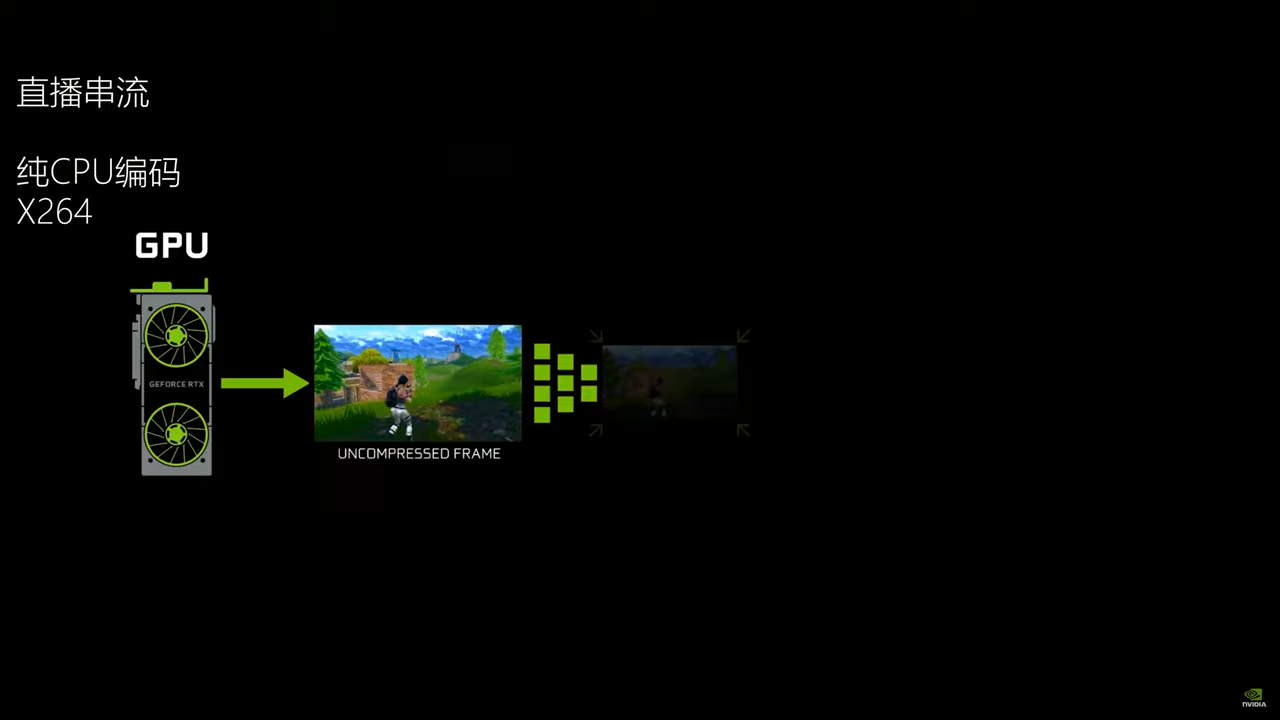 直播串流
纯CPU编码
X264
GPU
GEFORCE RTX
UNCOMPRESSED FRAME
NVIDIA